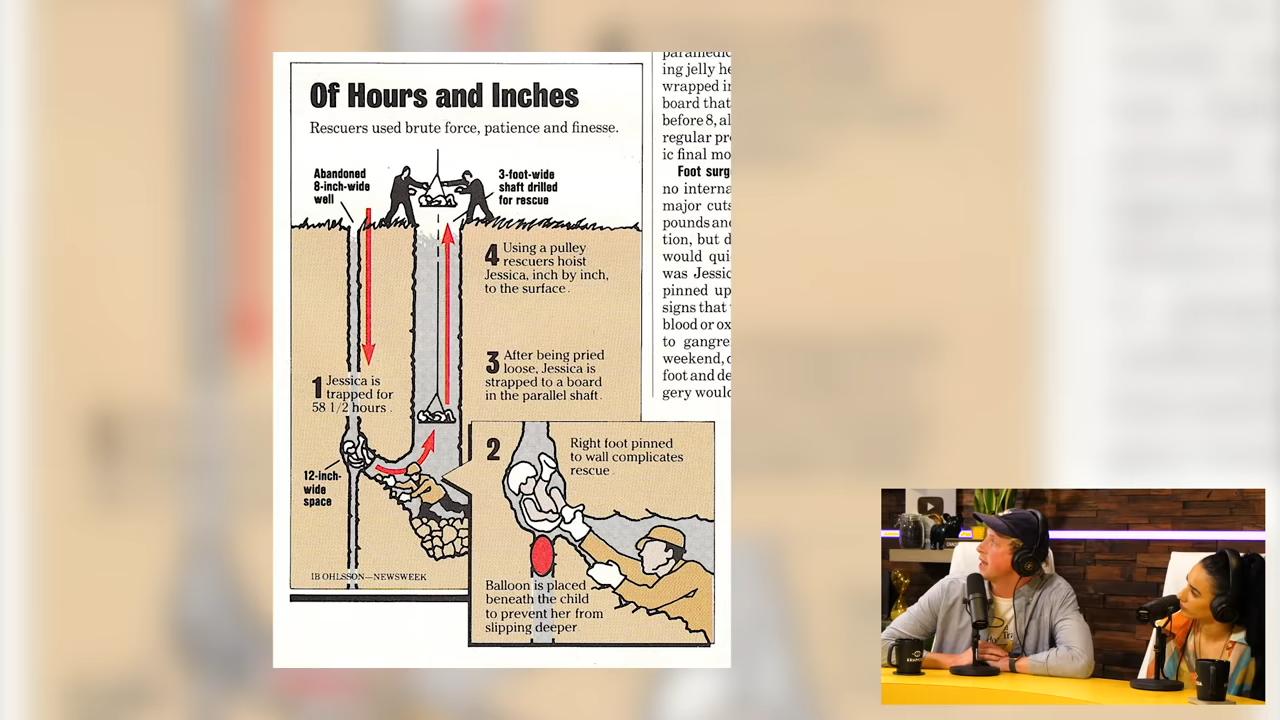 Of Hours and Inches
Rescuers used brute force, patience and finesse.
Abandoned
8-inch-wide
well
3-foot-wide
shaft drilled
for rescue
4 Using a pulley
rescuers hoist
Jessica, inch by inch,
to the surface.
3 After being pried
loose, Jessica is
strapped to a board
in the parallel shaft.
1 Jessica is
trapped for
58 1/2 hours.
12-inch-
wide
space
2
Right foot pinned
to wall complicates
rescue
Balloon is placed
beneath the child
to prevent her from
slipping deeper
IB OHLSSON—NEWSWEEK
paramedic
ing jelly he
wrapped in
board that
before 8, al
regular pr
ic final mo
Foot surg
no interna
major cuts
pounds and
tion, but d
would qui
was Jessic
pinned up
signs that
blood or ox
to gangre
weekend, d
foot and de
gery would